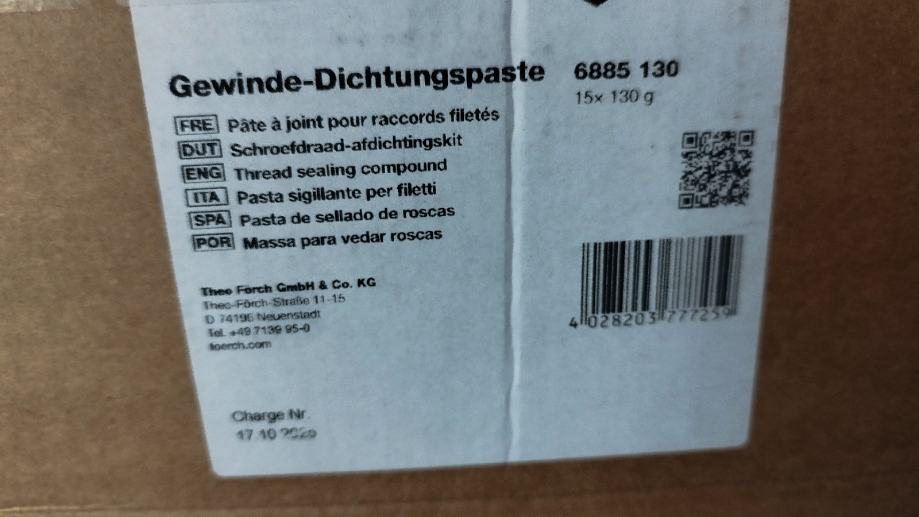 Gewinde-Dichtungspaste
6885 130
15x 130 g
FRE Pâte à joint pour raccords filetés
DUT Schroefdraad-afdichtingskit
ENG Thread sealing compound
ITA Pasta sigillante per filetti
SPA Pasta de sellado de roscas
POR Massa para vedar roscas
Theo Förch GmbH & Co. KG
Theo-Förch-Straße 11-15
D 74196 Neuenstadt
Tel. +49 7139 95-0
foerch.com
4 028203 777259
Charge Nr.
17.10